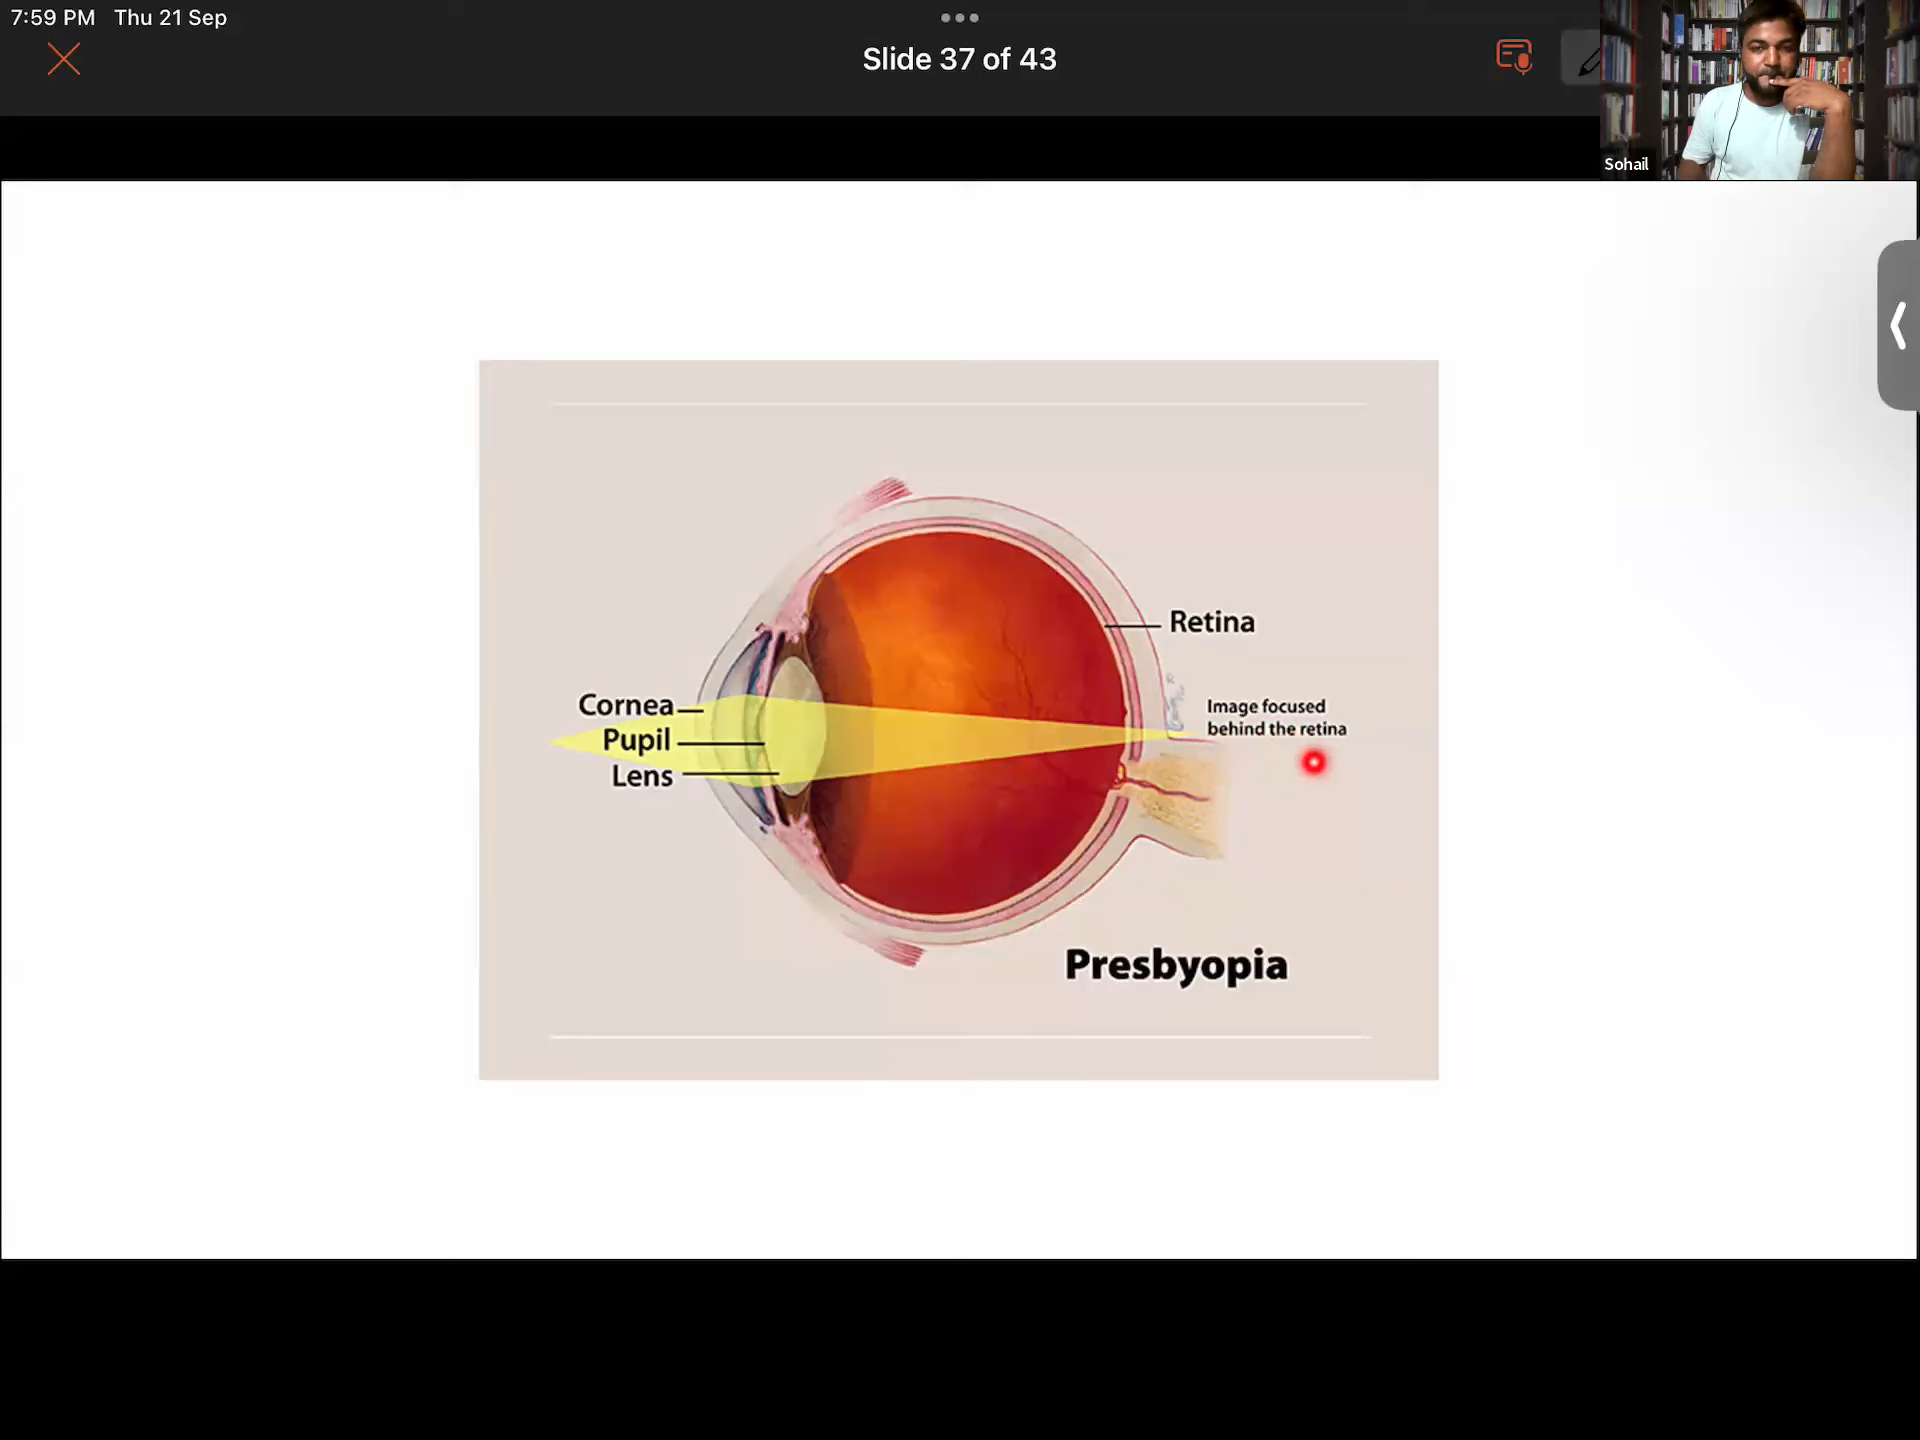 7:59 PM Thu 21 Sep
Slide 37 of 43
Sohail
Retina
Cornea
Pupil
Lens
Image focused
behind the retina
Presbyopia